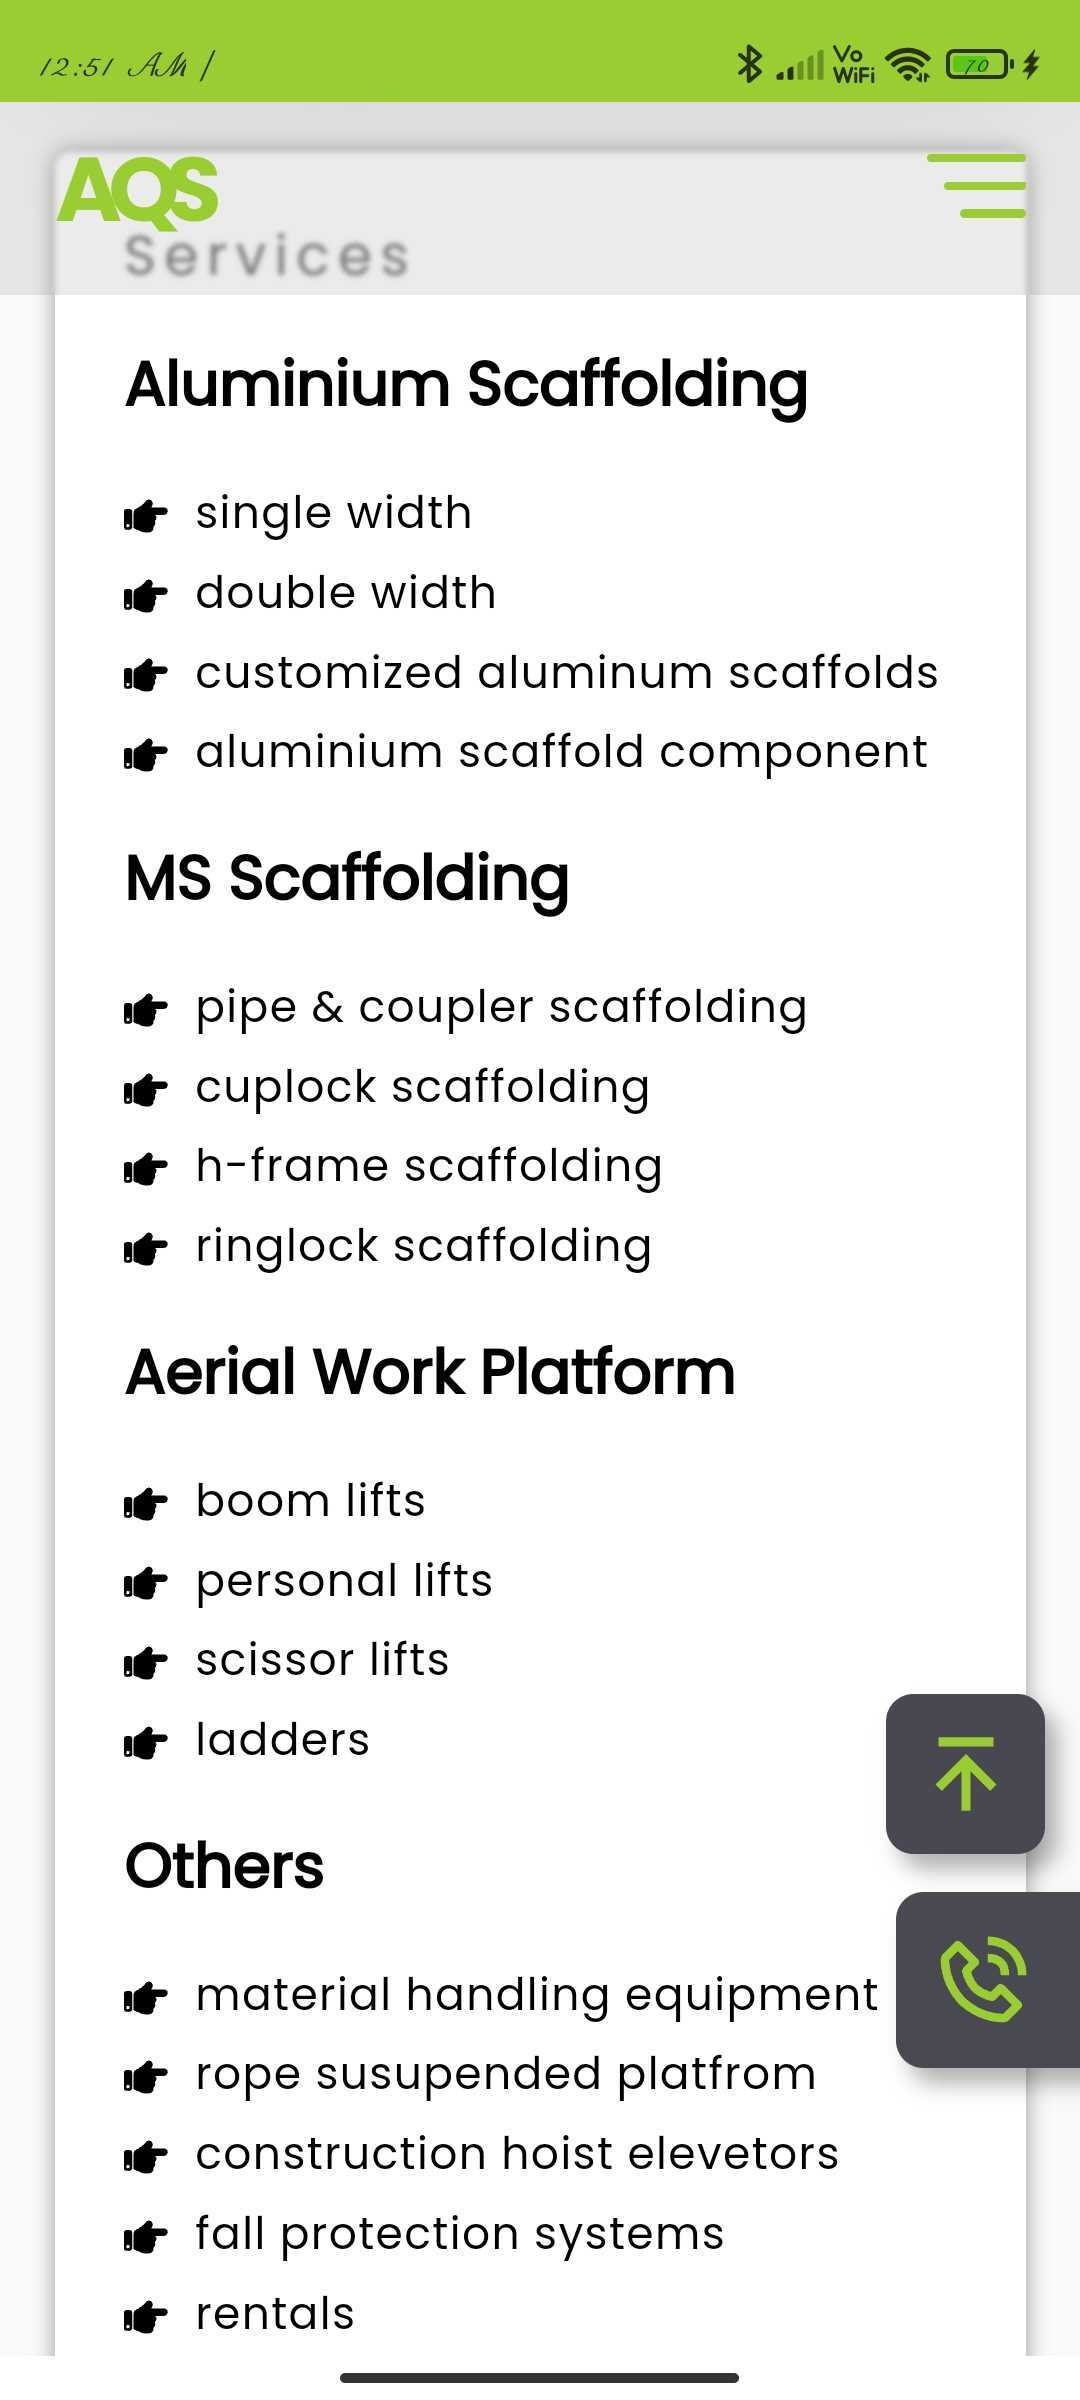 12:51 AM |
Vo
WiFi
70
AQS
Services
Aluminium Scaffolding
single width
double width
customized aluminum scaffolds
aluminium scaffold component
MS Scaffolding
pipe & coupler scaffolding
cuplock scaffolding
h-frame scaffolding
ringlock scaffolding
Aerial Work Platform
boom lifts
personal lifts
scissor lifts
ladders
Others
material handling equipment
rope susupended platfrom
construction hoist elevetors
fall protection systems
rentals